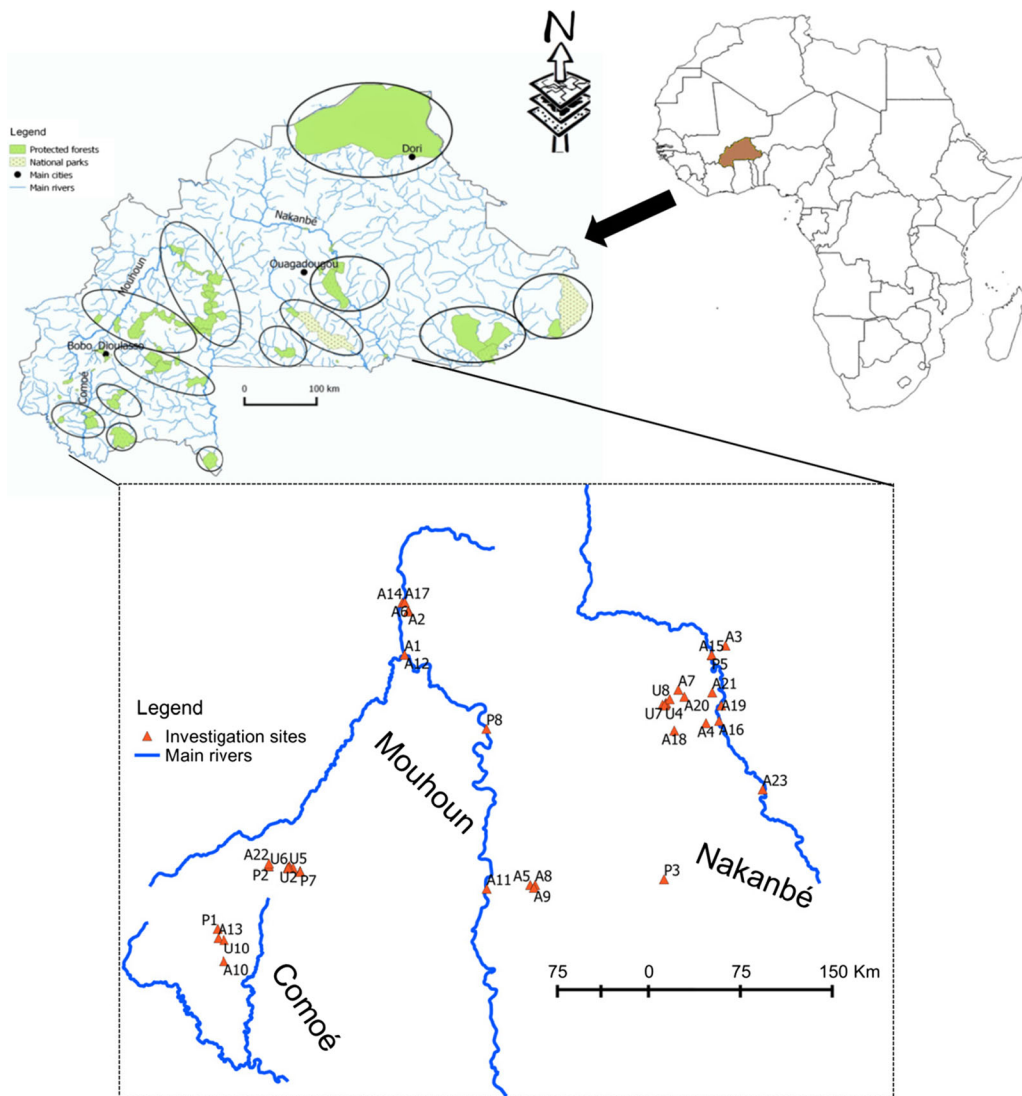 N
Legend
Protected forests
National parks
Main cities
Main rivers
Dori
Nakanbé
Ouagadougou
Mouhoun
Bobo_Dioulasso
Comoé
0 100 km
A14 A17
A6
A2
A1
A12
A3
A15
P5
A7
A21
U8
A20
A19
U7 U4
A18
A4
A16
P8
Legend
Investigation sites
Main rivers
Mouhoun
A23
Nakanbé
A22 U6 U5
P2 U2 P7
A5 A8
A11
A9
P3
P1
A13
U10
A10
Comoé
75 0 75 150 Km